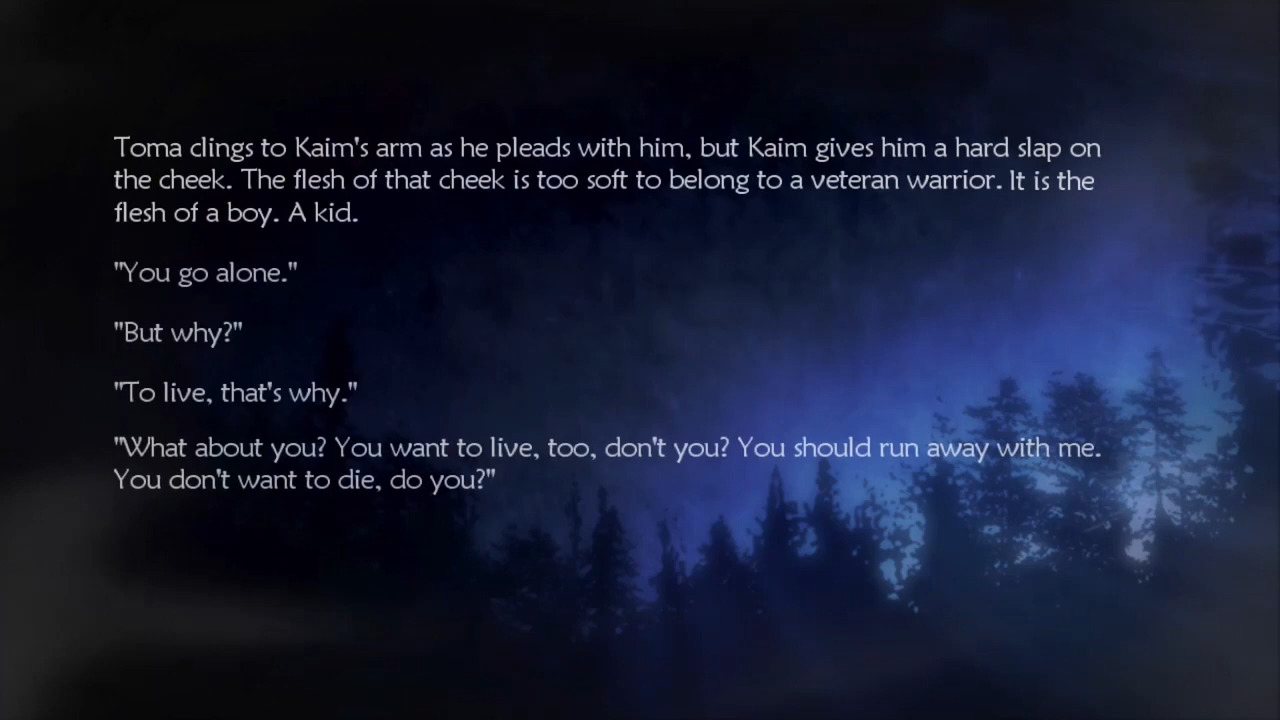 Toma clings to Kaim's arm as he pleads with him, but Kaim gives him a hard slap on
the cheek. The flesh of that cheek is too soft to belong to a veteran warrior. It is the
flesh of a boy. A kid.
"You go alone."
"But why?"
"To live, that's why."
"What about you? You want to live, too, don't you? You should run away with me.
You don't want to die, do you?"